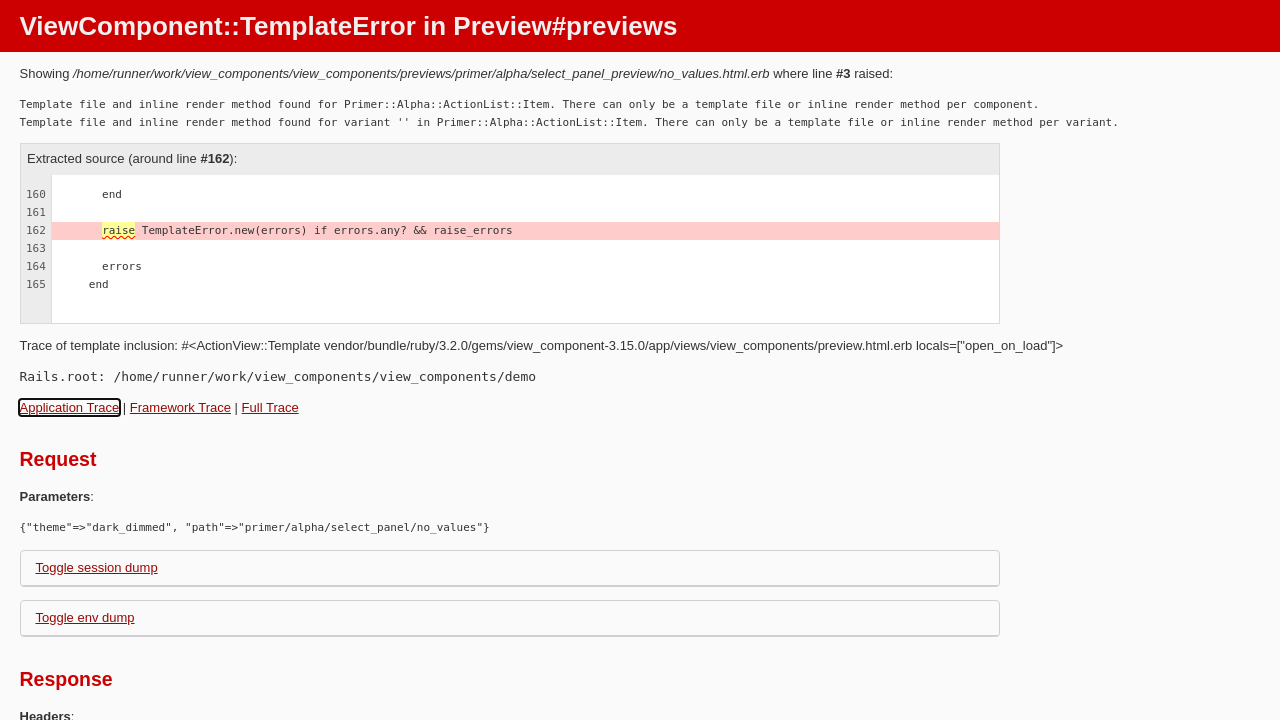 ViewComponent::TemplateError in Preview#previews
Showing /home/runner/work/view_components/view_components/previews/primer/alpha/select_panel_preview/no_values.html.erb where line #3 raised:
Template file and inline render method found for Primer::Alpha::ActionList::Item. There can only be a template file or inline render method per component.
Template file and inline render method found for variant '' in Primer::Alpha::ActionList::Item. There can only be a template file or inline render method per variant.
Extracted source (around line #162):
160 end
161
162 raise TemplateError.new(errors) if errors.any? && raise_errors
163
164 errors
165 end
Trace of template inclusion: #<ActionView::Template vendor/bundle/ruby/3.2.0/gems/view_component-3.15.0/app/views/view_components/preview.html.erb locals=["open_on_load"]>
Rails.root: /home/runner/work/view_components/view_components/demo
Application Trace | Framework Trace | Full Trace
Request
Parameters:
{"theme"=>"dark_dimmed", "path"=>"primer/alpha/select_panel/no_values"}
Toggle session dump
Toggle env dump
Response
Headers: